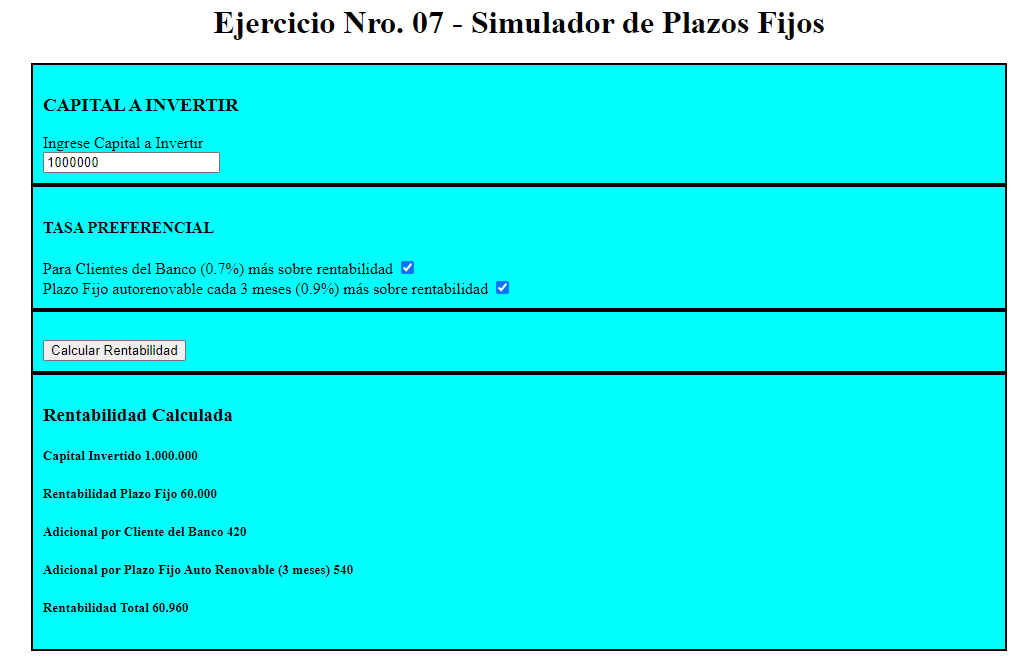 Ejercicio Nro. 07 - Simulador de Plazos Fijos
CAPITAL A INVERTIR
Ingrese Capital a Invertir
1000000
TASA PREFERENCIAL
Para Clientes del Banco (0.7%) más sobre rentabilidad
Plazo Fijo autorenovable cada 3 meses (0.9%) más sobre rentabilidad
Calcular Rentabilidad
Rentabilidad Calculada
Capital Invertido 1.000.000
Rentabilidad Plazo Fijo 60.000
Adicional por Cliente del Banco 420
Adicional por Plazo Fijo Auto Renovable (3 meses) 540
Rentabilidad Total 60.960